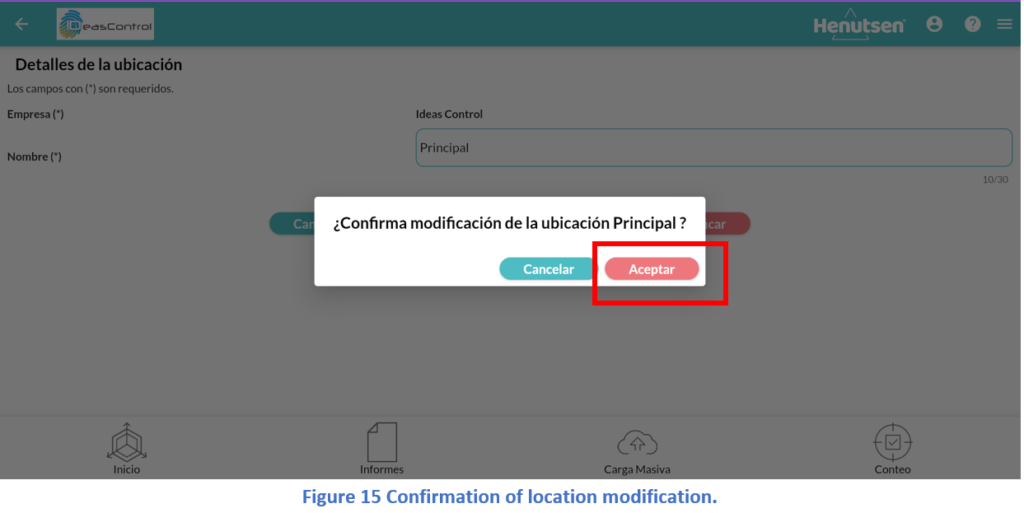 IDeasControl
Henutsen
Detalles de la ubicación
Los campos con (*) son requeridos.
Empresa (*)
Ideas Control
Nombre (*)
Principal
10/30
¿Confirma modificación de la ubicación Principal ?
Can
icar
Cancelar
Aceptar
Inicio
Informes
Carga Masiva
Conteo
Figure 15 Confirmation of location modification.